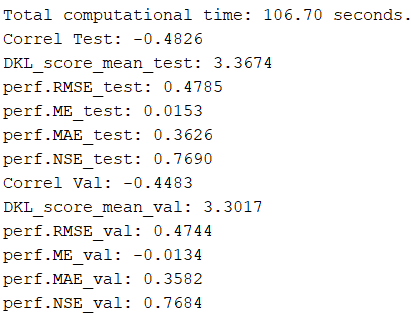 Total computational time: 106.70 seconds.
Correl Test: -0.4826
DKL_score_mean_test: 3.3674
perf.RMSE_test: 0.4785
perf.ME_test: 0.0153
perf.MAE_test: 0.3626
perf.NSE_test: 0.7690
Correl Val: -0.4483
DKL_score_mean_val: 3.3017
perf.RMSE_val: 0.4744
perf.ME_val: -0.0134
perf.MAE_val: 0.3582
perf.NSE_val: 0.7684